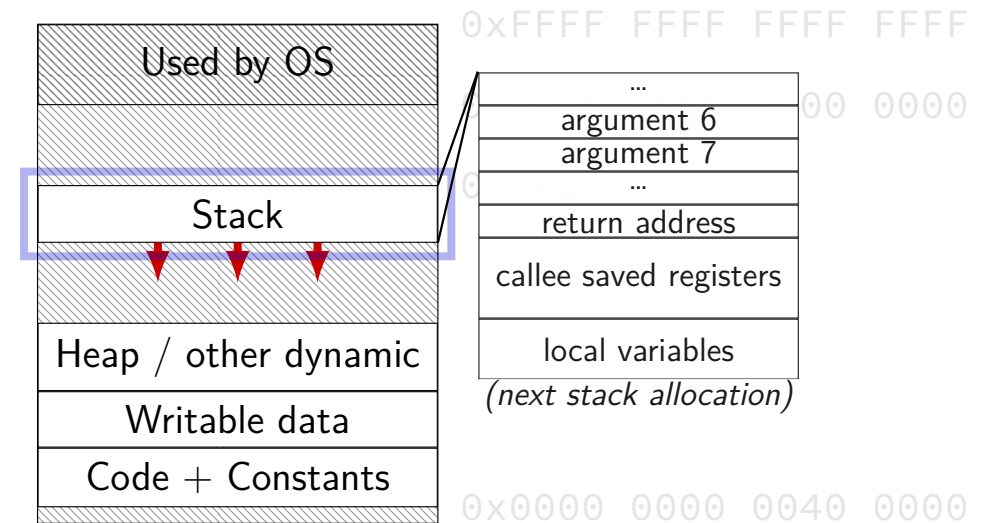 0xFFFF FFFF FFFF FFFF
Used by OS
...
00 0000
argument 6
argument 7
...
Stack
return address
callee saved registers
Heap / other dynamic
local variables
(next stack allocation)
Writable data
Code + Constants
0x0000 0000 0040 0000